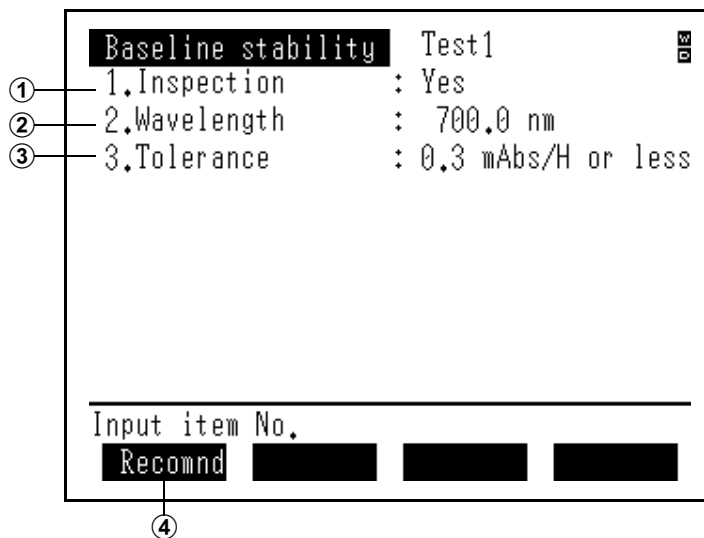 Baseline stability Test1 W D
① 1.Inspection : Yes
② 2.Wavelength : 700.0 nm
③ 3.Tolerance : 0.3 mAbs/H or less
Input item No.
Recomnd
④